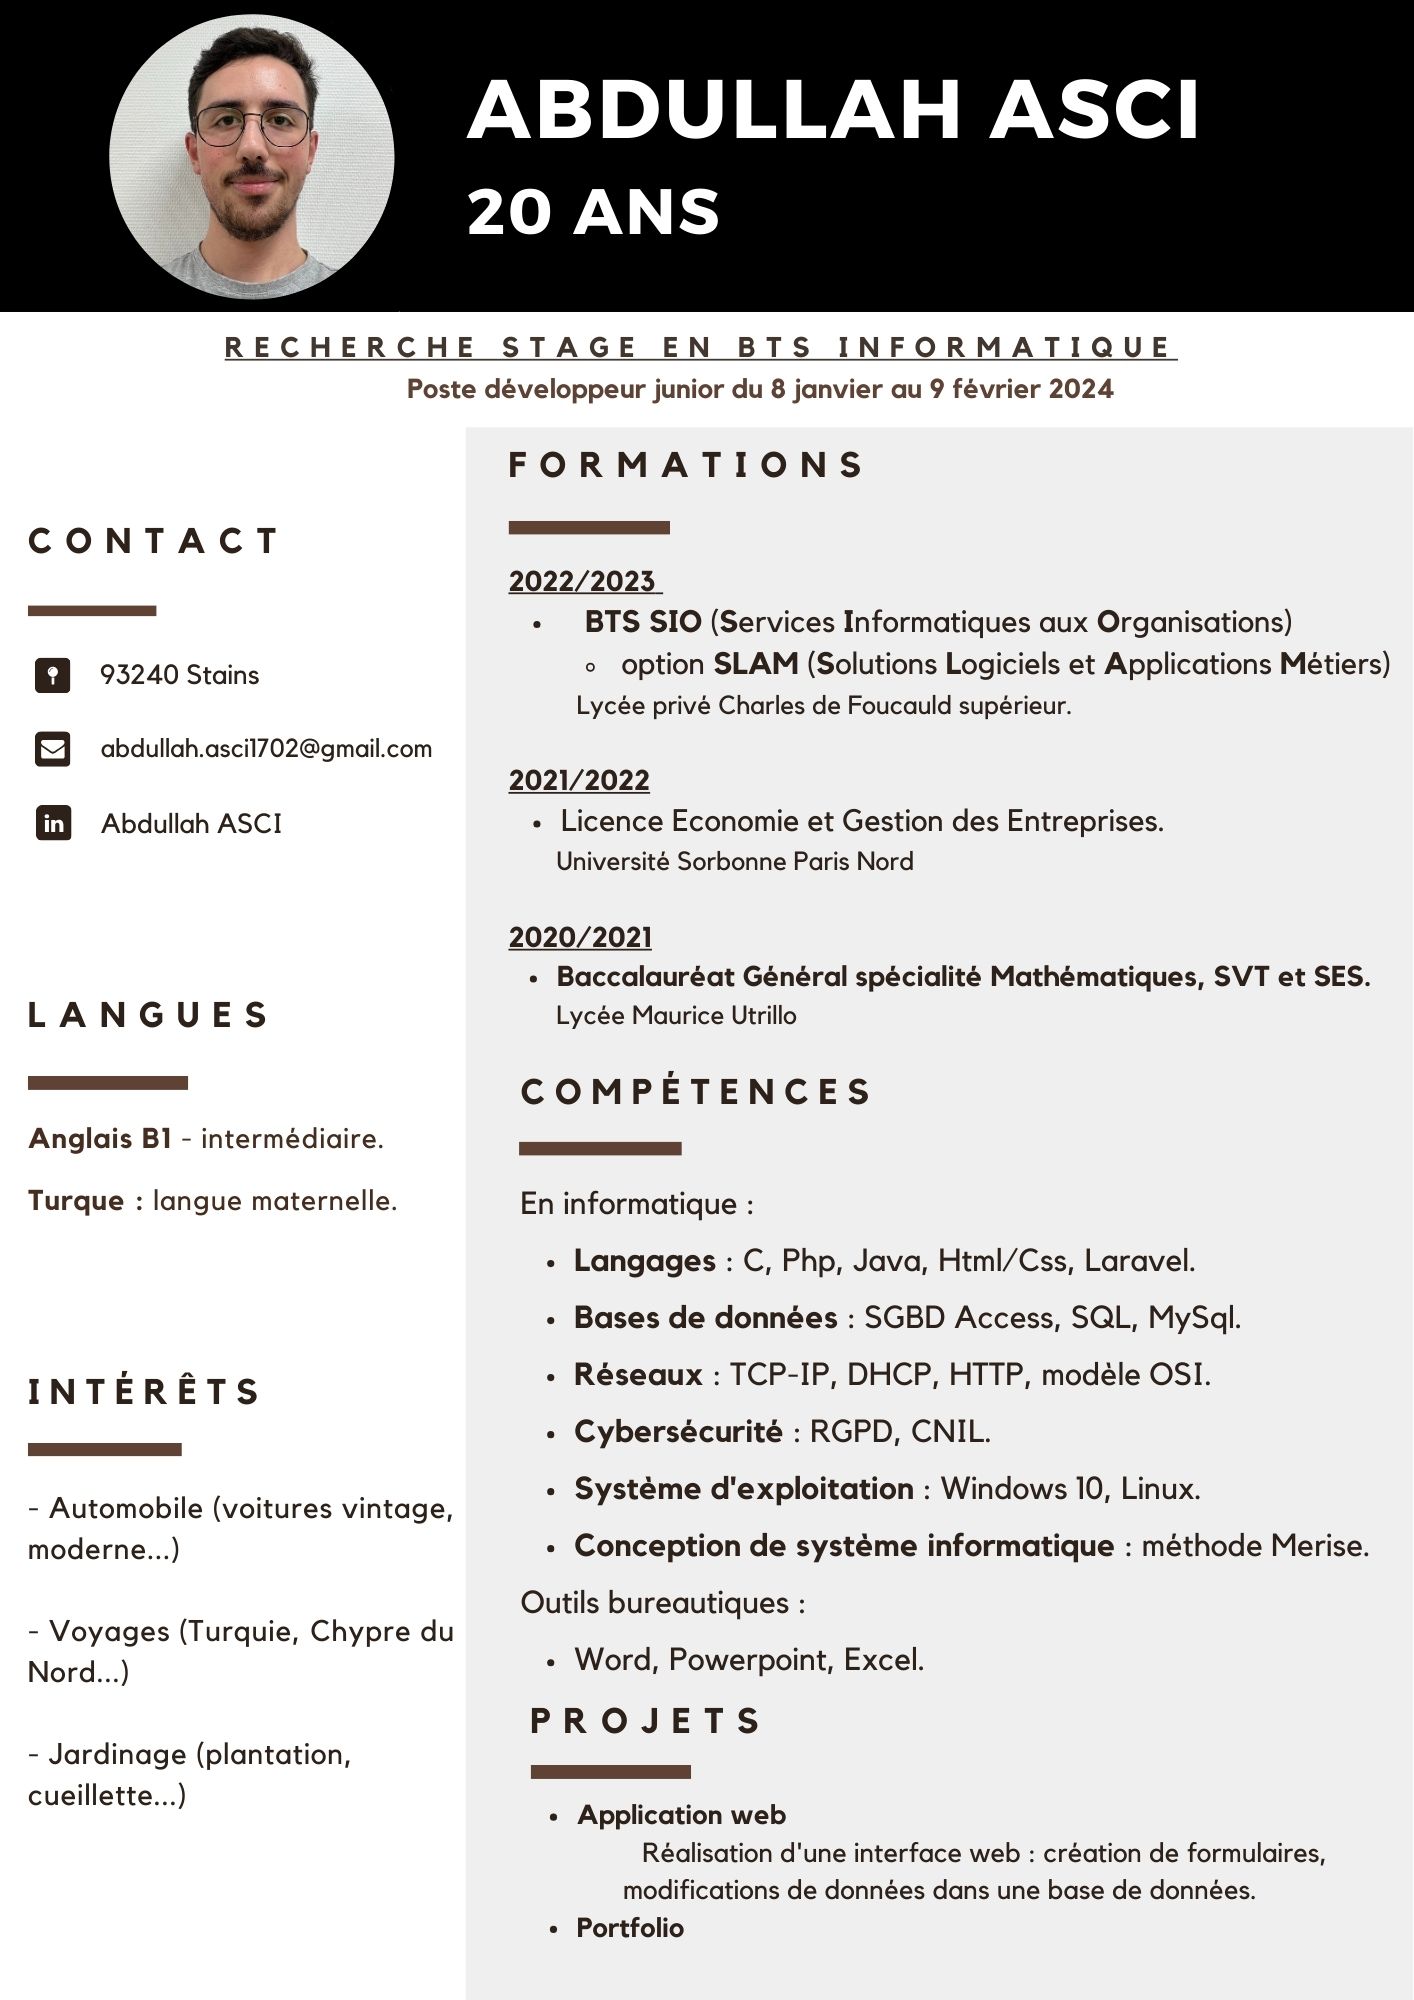 ABDULLAH ASCI
20 ANS
RECHERCHE STAGE EN BTS INFORMATIQUE
Poste développeur junior du 8 janvier au 9 février 2024
CONTACT
93240 Stains
abdullah.asci1702@gmail.com
in
Abdullah ASCI
LANGUES
Anglais B1 - intermédiaire.
Turque : langue maternelle.
INTÉRÊTS
- Automobile (voitures vintage,
moderne...)
- Voyages (Turquie, Chypre du
Nord...)
- Jardinage (plantation,
cueillette...)
FORMATIONS
2022/2023
• BTS SIO (Services Informatiques aux Organisations)
◦ option SLAM (Solutions Logiciels et Applications Métiers)
Lycée privé Charles de Foucauld supérieur.
2021/2022
• Licence Economie et Gestion des Entreprises.
Université Sorbonne Paris Nord
2020/2021
• Baccalauréat Général spécialité Mathématiques, SVT et SES.
Lycée Maurice Utrillo
COMPÉTENCES
En informatique :
• Langages : C, Php, Java, Html/Css, Laravel.
• Bases de données : SGBD Access, SQL, MySql.
• Réseaux : TCP-IP, DHCP, HTTP, modèle OSI.
• Cybersécurité : RGPD, CNIL.
• Système d'exploitation : Windows 10, Linux.
• Conception de système informatique : méthode Merise.
Outils bureautiques :
• Word, Powerpoint, Excel.
PROJETS
• Application web
Réalisation d'une interface web : création de formulaires,
modifications de données dans une base de données.
• Portfolio